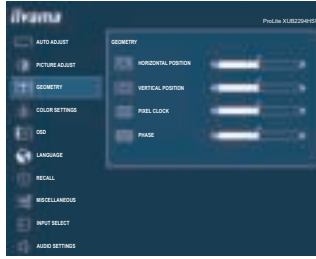 iiyama
ProLite XUB2294HSU
AUTO ADJUST
PICTURE ADJUST
GEOMETRY
COLOR SETTINGS
OSD
LANGUAGE
RECALL
MISCELLANEOUS
INPUT SELECT
AUDIO SETTINGS
GEOMETRY
HORIZONTAL POSITION
VERTICAL POSITION
PIXEL CLOCK
PHASE